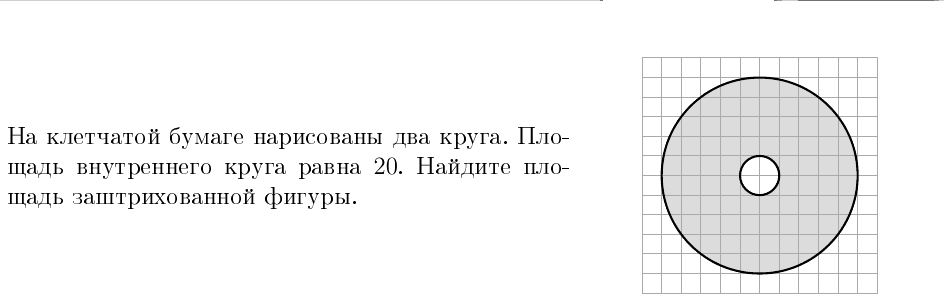 На клетчатой бумаге нарисованы два круга. Пло-
щадь внутреннего круга равна 20. Найдите пло-
щадь заштрихованной фигуры.